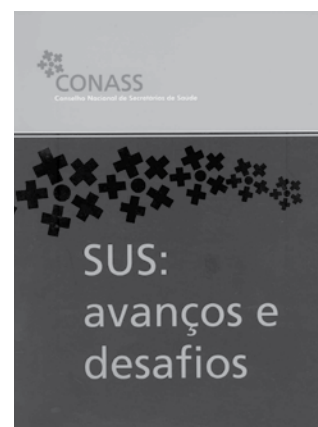 CONASS
Conselho Nacional de Secretários de Saúde
SUS:
avanços e
desafios